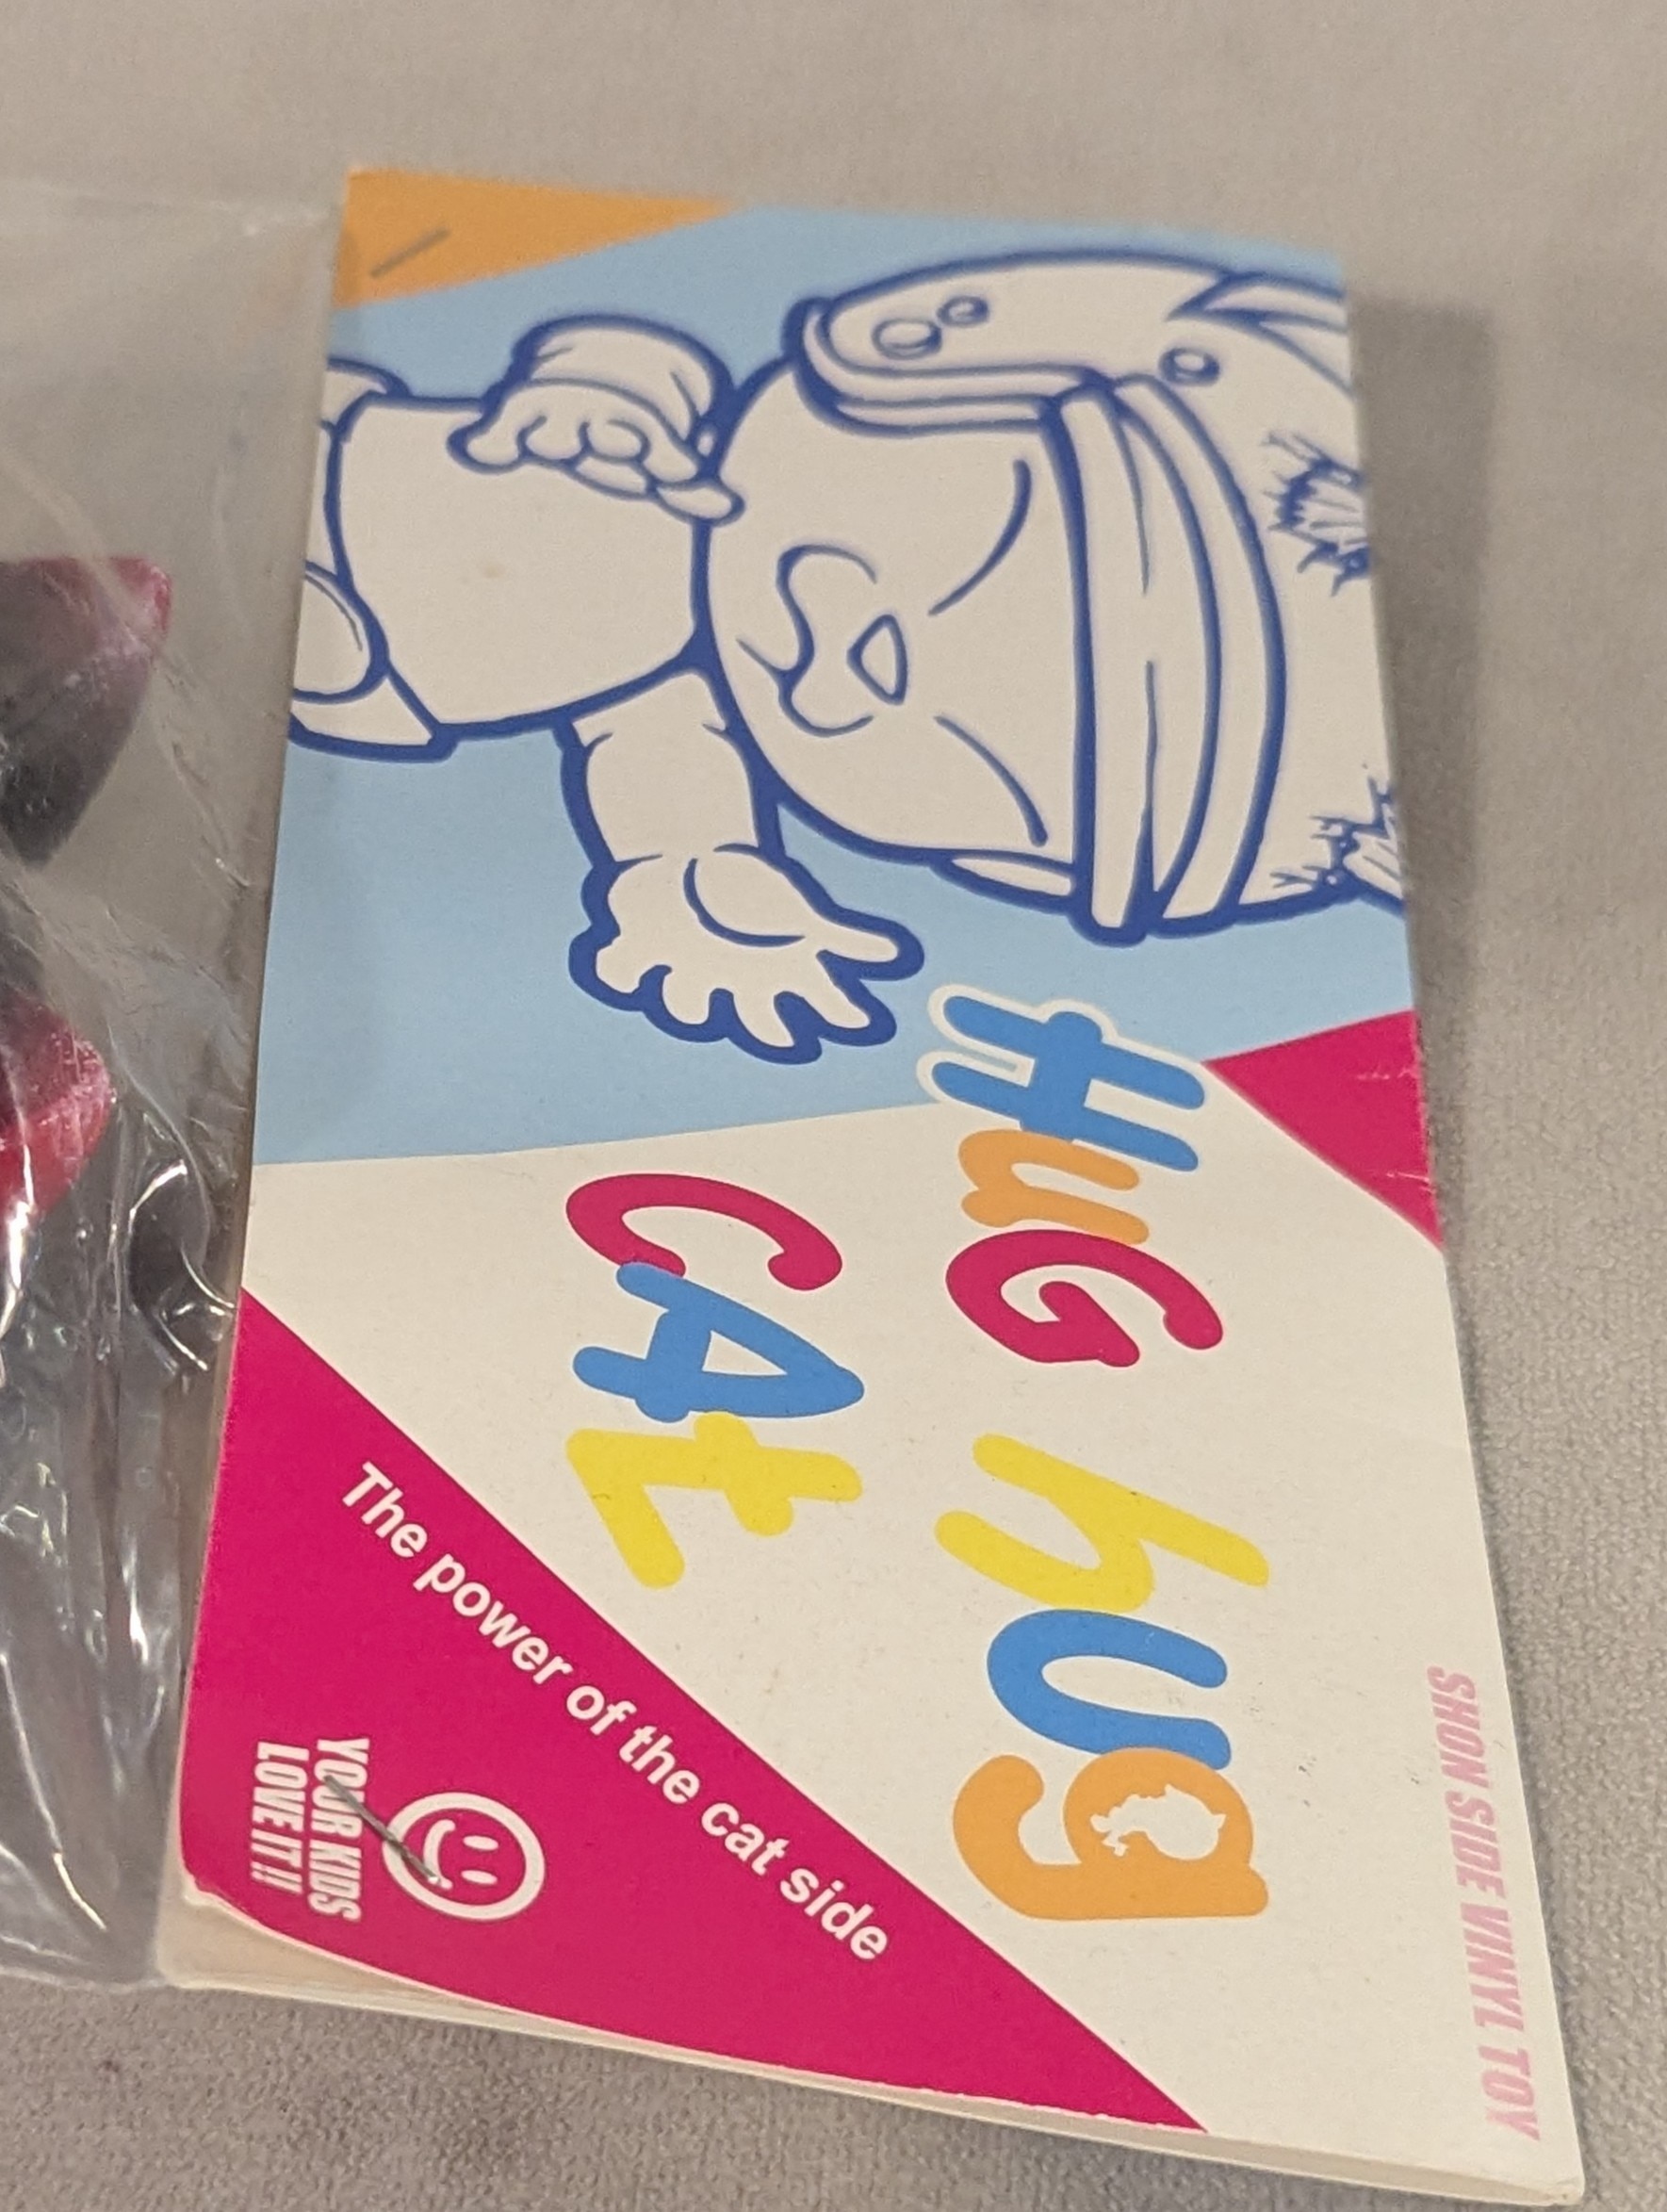 SHON SIDE VINYL TOY
HuG hug
CAt
The power of the cat side
YOUR KIDS
LOVE IT!!